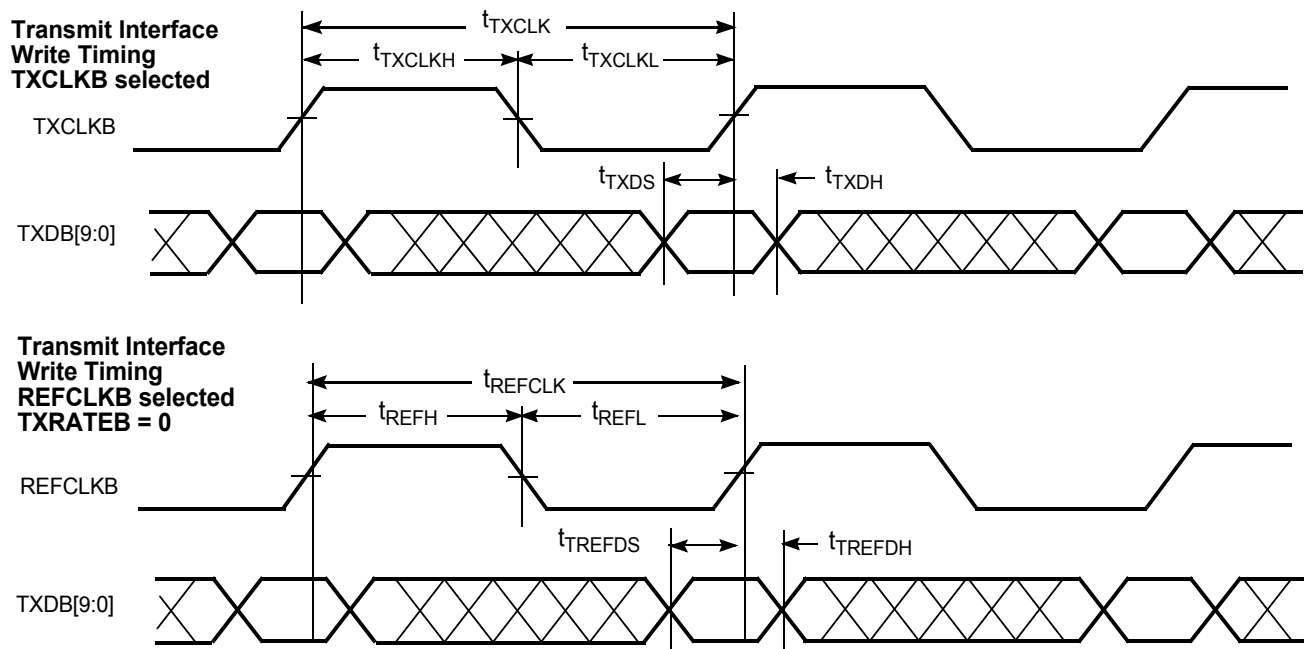 Transmit Interface
Write Timing
TXCLKB selected
tTXCLK
tTXCLKH
tTXCLKL
TXCLKB
tTXDS
tTXDH
TXDB[9:0]
Transmit Interface
Write Timing
REFCLKB selected
TXRATEB = 0
tREFCLK
tREFH
tREFL
REFCLKB
tTREFDS
tTREFDH
TXDB[9:0]